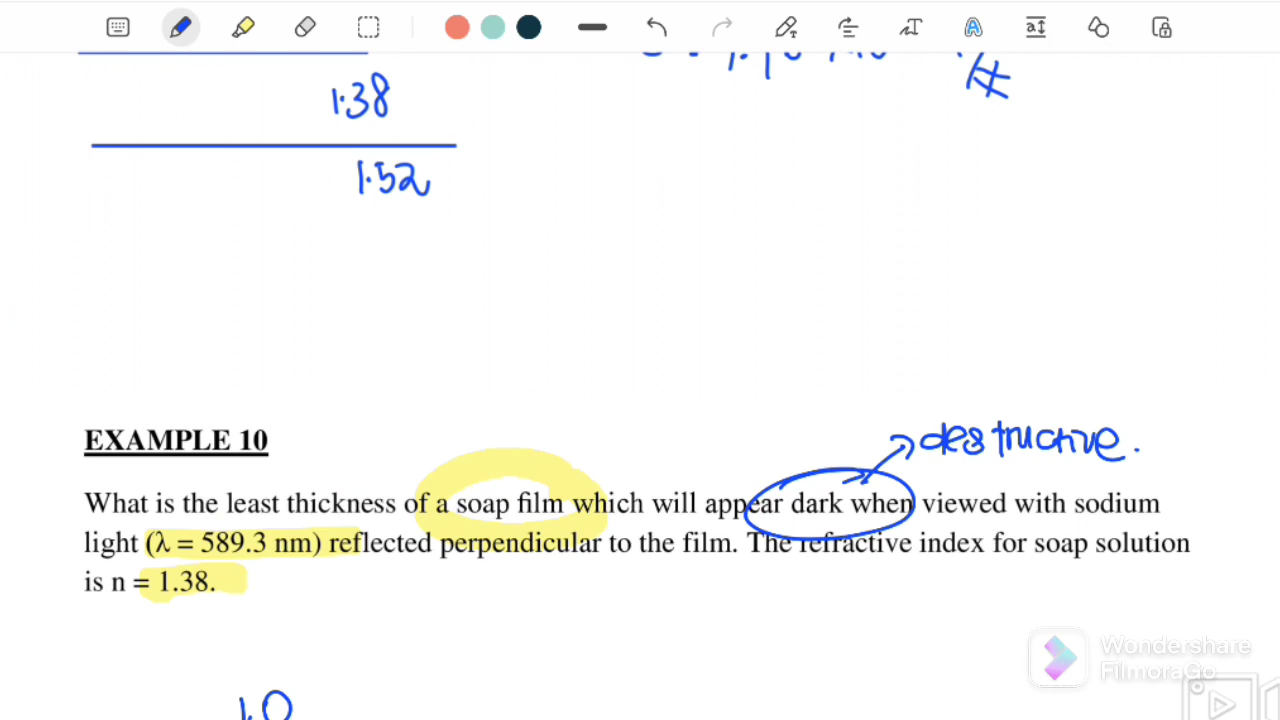 1.38
1.52
EXAMPLE 10
destructive.
What is the least thickness of a soap film which will appear dark when viewed with sodium
light (λ = 589.3 nm) reflected perpendicular to the film. The refractive index for soap solution
is n = 1.38.
Wondershare
FilmoraGo
1.0